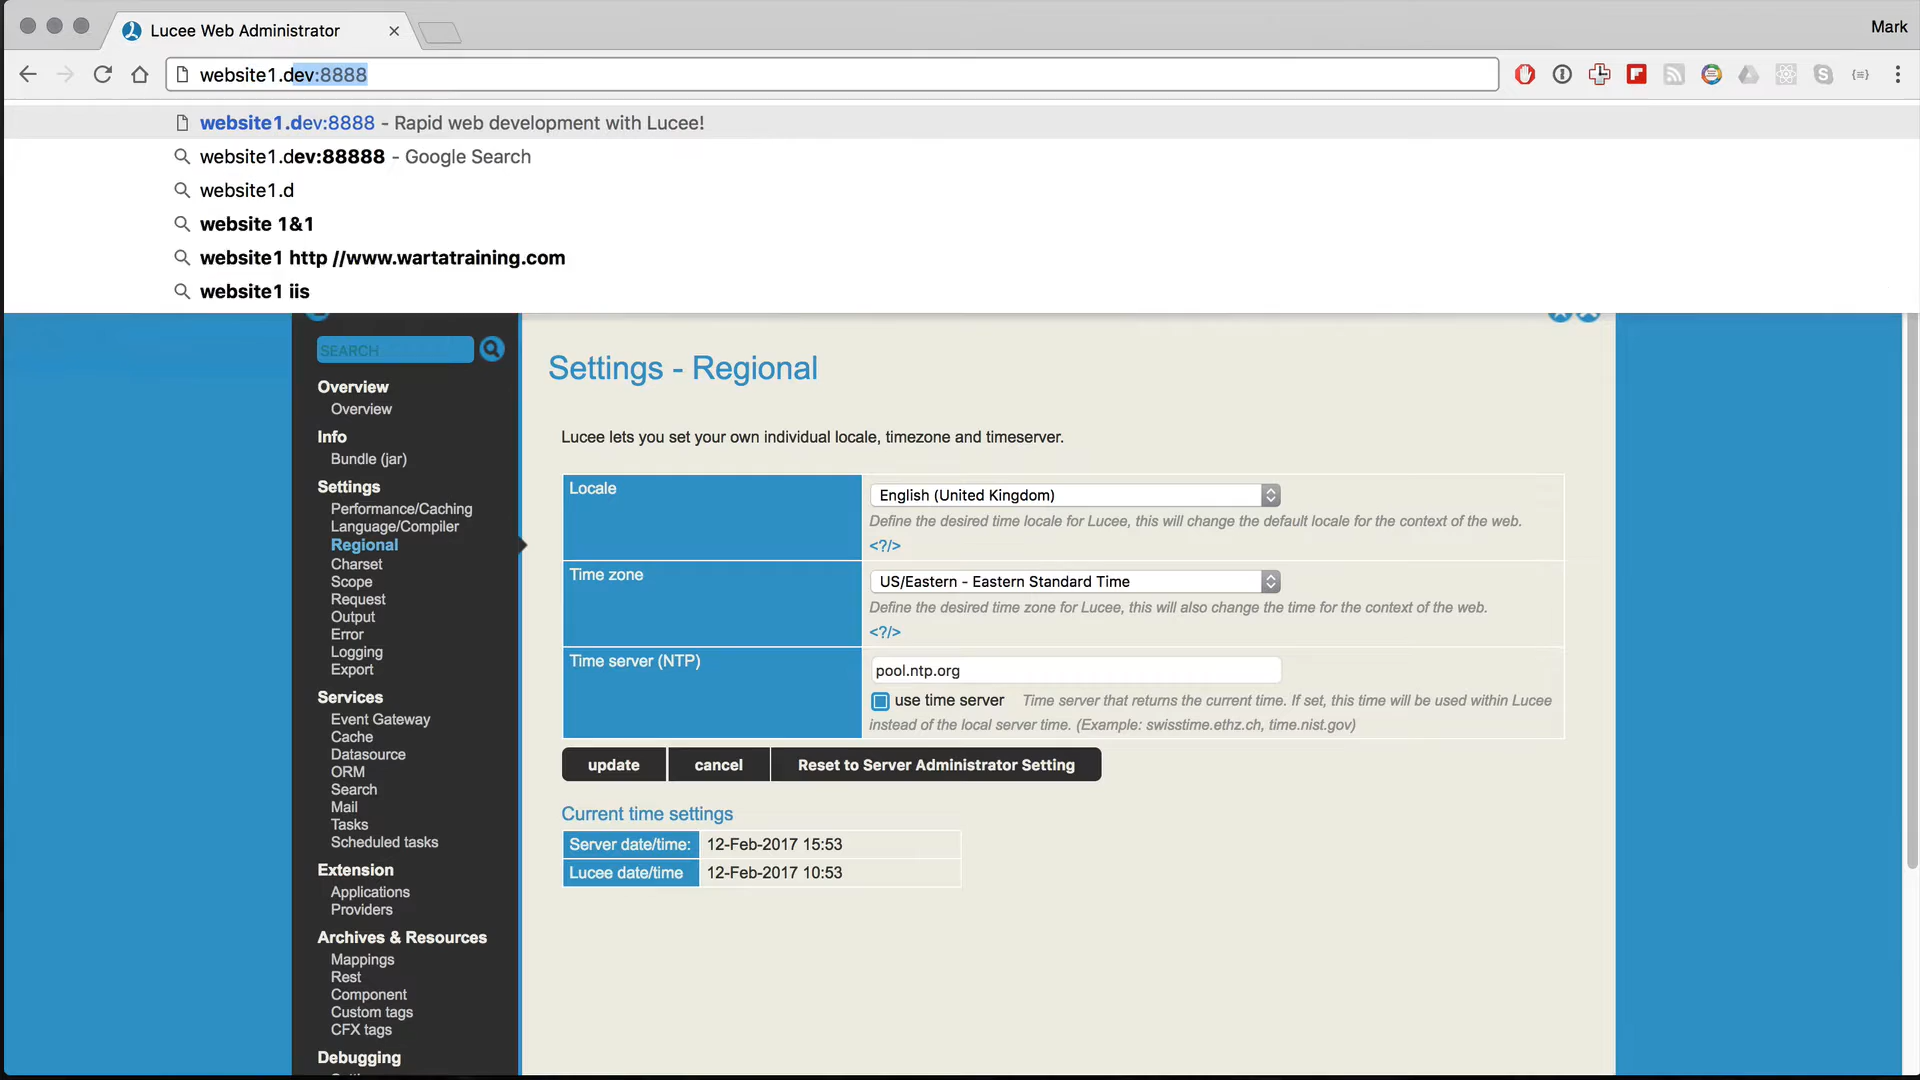 Lucee Web Administrator
Mark
website1.dev:8888
website1.dev:8888 - Rapid web development with Lucee!
website1.dev:88888 - Google Search
website1.d
website 1&1
website1 http //www.wartatraining.com
website1 iis
SEARCH
Overview
Overview
Info
Bundle (jar)
Settings
Performance/Caching
Language/Compiler
Regional
Charset
Scope
Request
Output
Error
Logging
Export
Services
Event Gateway
Cache
Datasource
ORM
Search
Mail
Tasks
Scheduled tasks
Extension
Applications
Providers
Archives & Resources
Mappings
Rest
Component
Custom tags
CFX tags
Debugging
Settings - Regional
Lucee lets you set your own individual locale, timezone and timeserver.
Locale
English (United Kingdom)
Define the desired time locale for Lucee, this will change the default locale for the context of the web.
<?/>
Time zone
US/Eastern - Eastern Standard Time
Define the desired time zone for Lucee, this will also change the time for the context of the web.
<?/>
Time server (NTP)
pool.ntp.org
use time server Time server that returns the current time. If set, this time will be used within Lucee
instead of the local server time. (Example: swisstime.ethz.ch, time.nist.gov)
update cancel Reset to Server Administrator Setting
Current time settings
Server date/time: 12-Feb-2017 15:53
Lucee date/time 12-Feb-2017 10:53